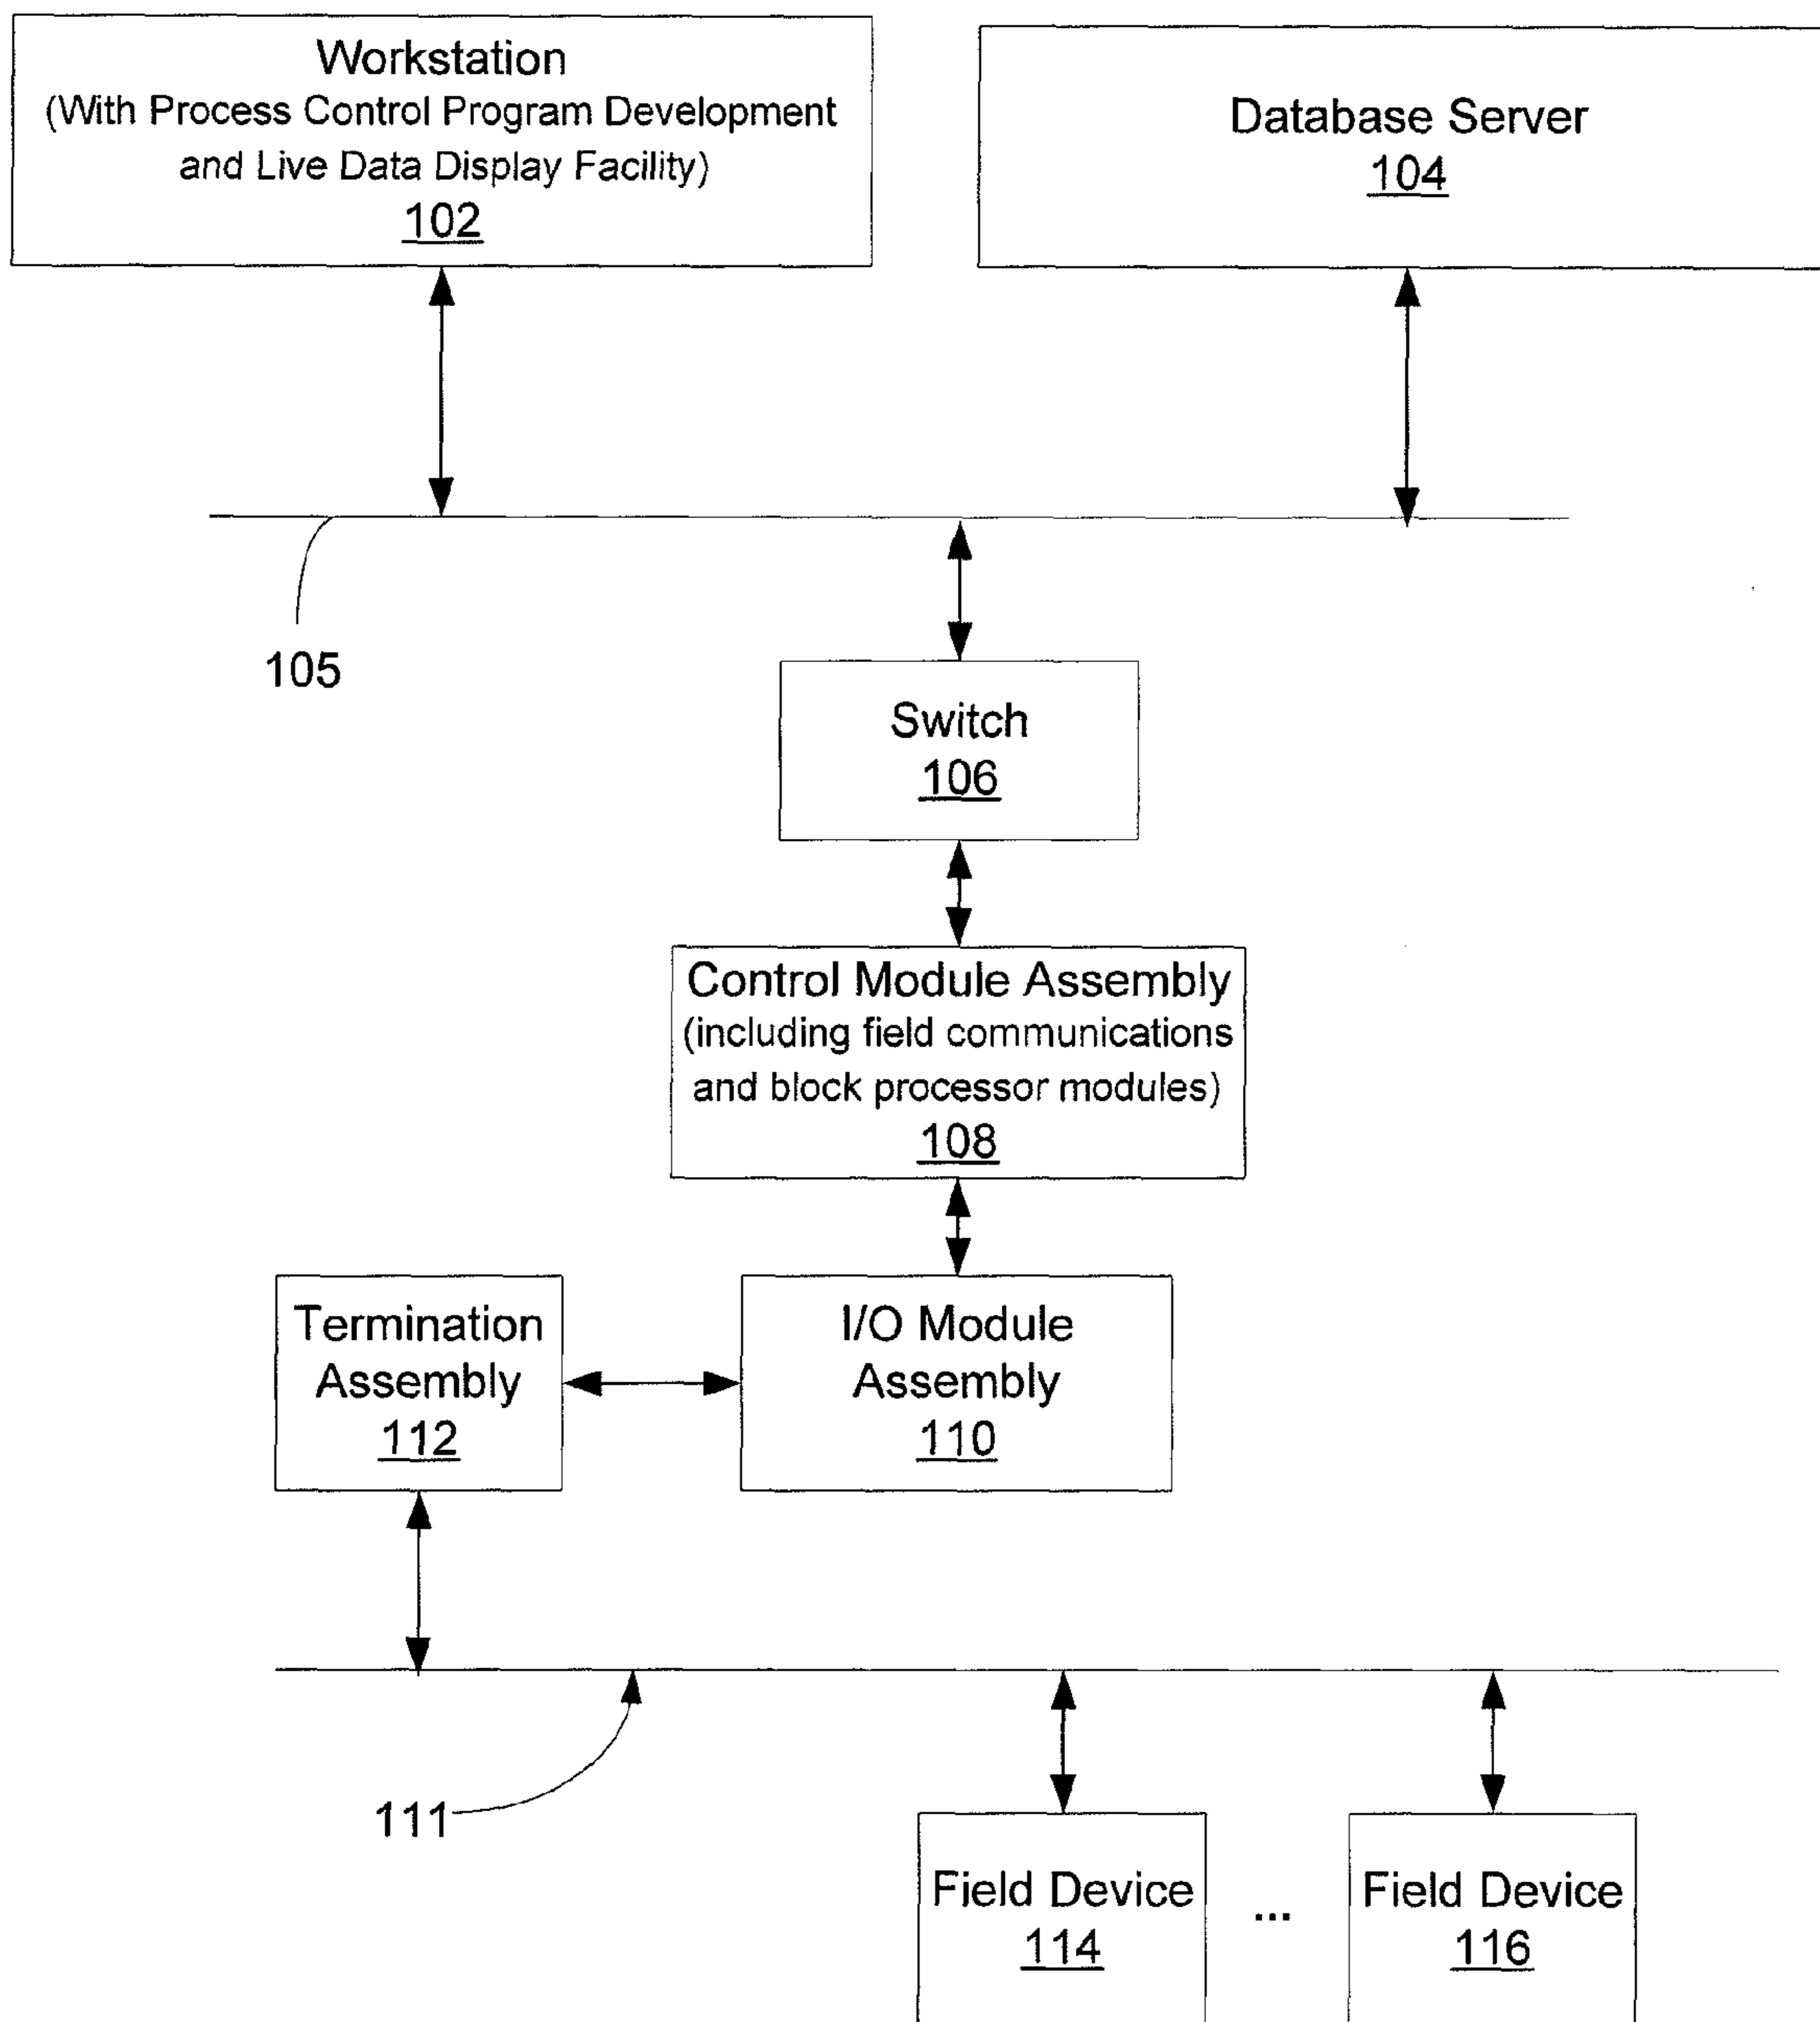 Workstation
(With Process Control Program Development
and Live Data Display Facility)
102
Database Server
104
105
Switch
106
Control Module Assembly
(including field communications
and block processor modules)
108
Termination
Assembly
112
I/O Module
Assembly
110
111
Field Device
114
...
Field Device
116